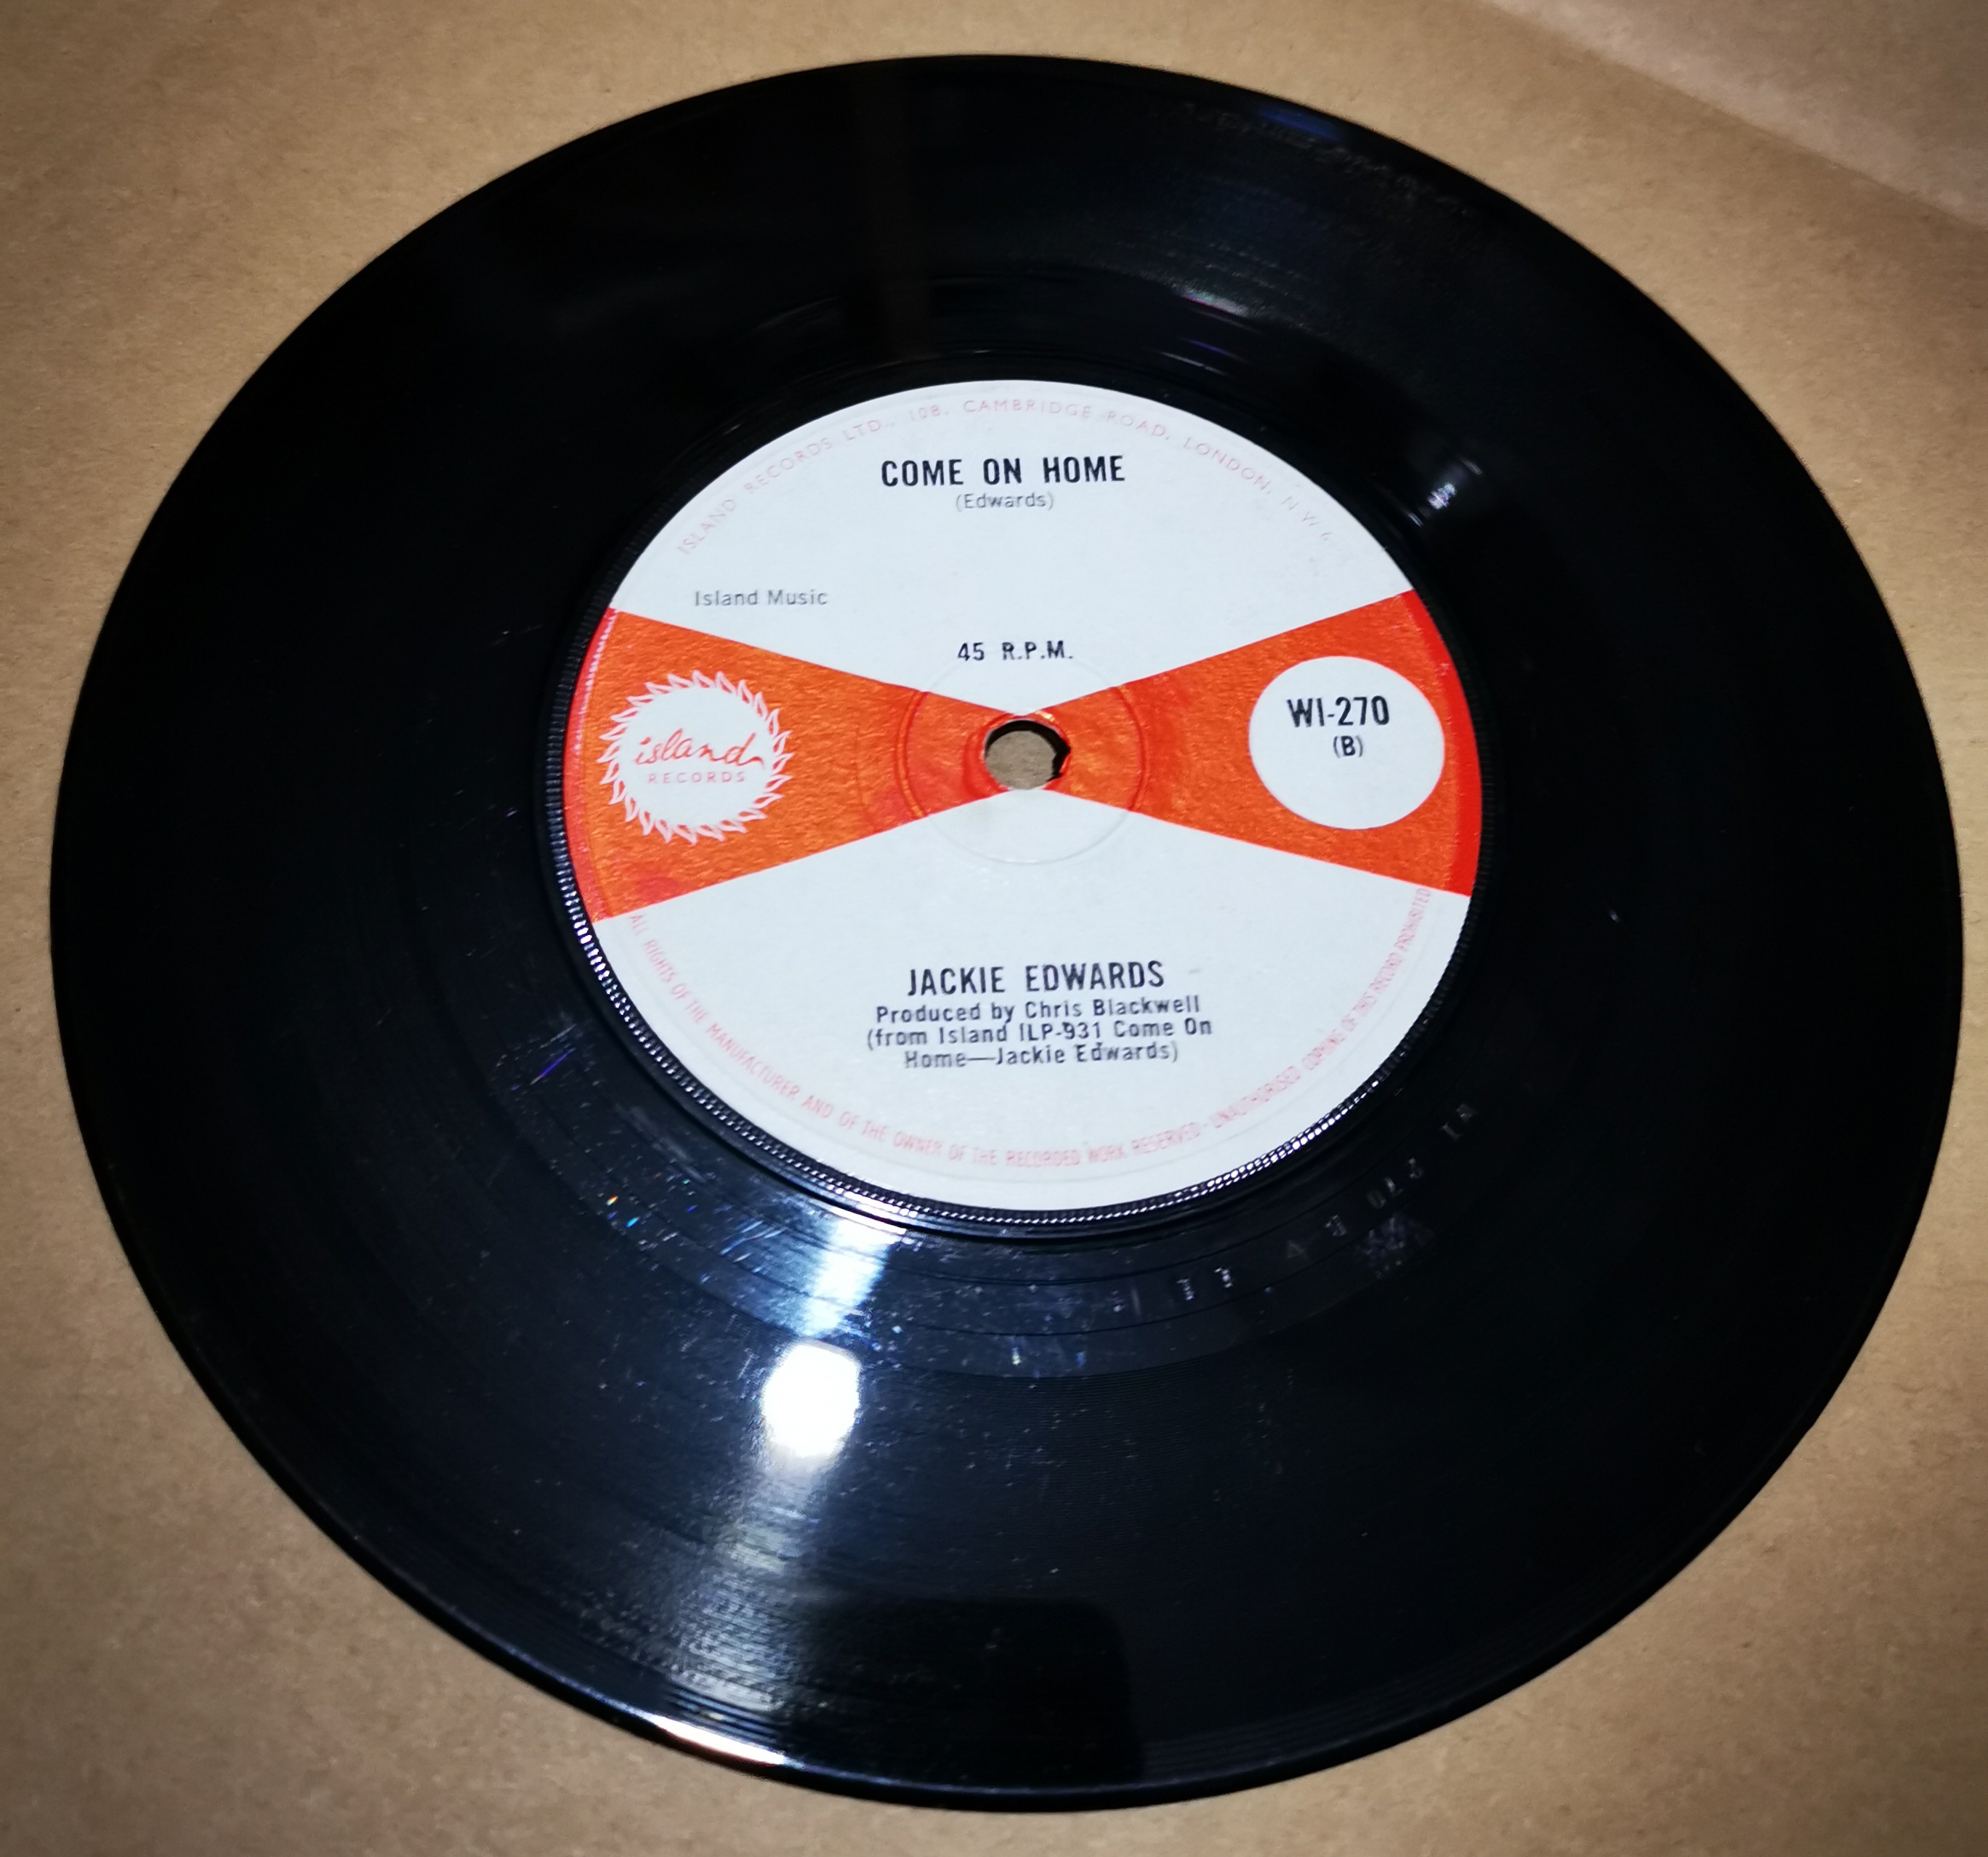 ISLAND RECORDS LTD., 108, CAMBRIDGE ROAD, LONDON, N W 6
COME ON HOME
(Edwards)
Island Music
45 R.P.M.
island
RECORDS
WI-270
(B)
JACKIE EDWARDS
Produced by Chris Blackwell
(from Island ILP-931 Come On
Home—Jackie Edwards)
ALL RIGHTS OF THE MANUFACTURER AND OF THE OWNER OF THE RECORDED WORK RESERVED · UNAUTHORISED COPYING OF THIS RECORD PROHIBITED